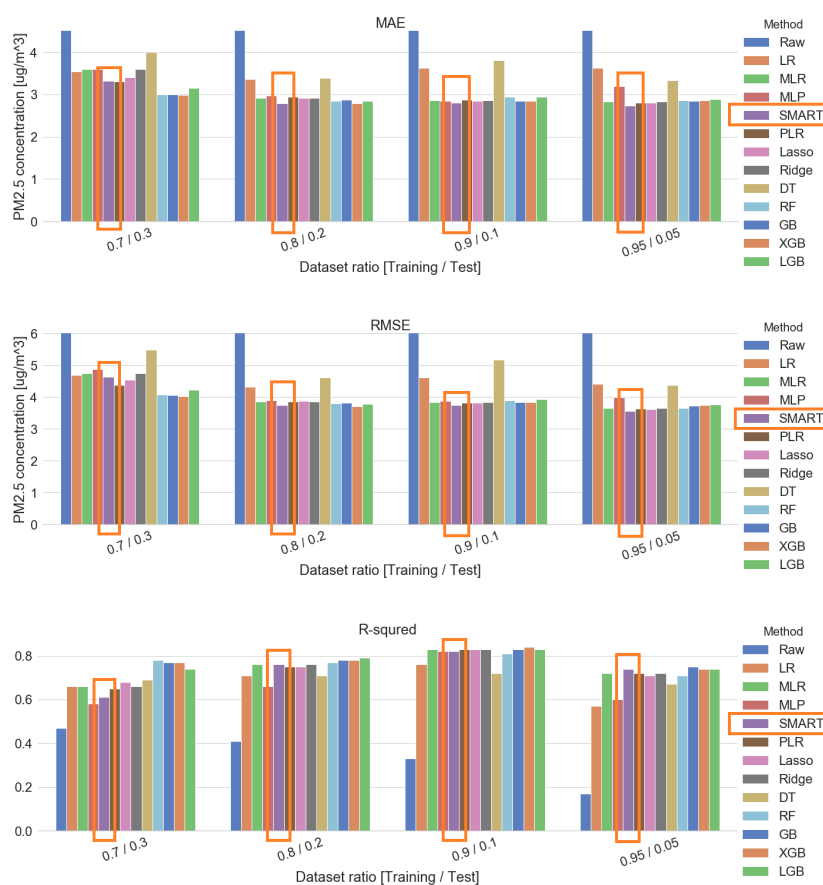 MAE
PM2.5 concentration [ug/m^3]
4
3
2
1
0
0.7 / 0.3
0.8 / 0.2
0.9 / 0.1
0.95 / 0.05
Dataset ratio [Training / Test]
Method
Raw
LR
MLR
MLP
SMART
PLR
Lasso
Ridge
DT
RF
GB
XGB
LGB
RMSE
PM2.5 concentration [ug/m^3]
6
5
4
3
2
1
0
0.7 / 0.3
0.8 / 0.2
0.9 / 0.1
0.95 / 0.05
Dataset ratio [Training / Test]
Method
Raw
LR
MLR
MLP
SMART
PLR
Lasso
Ridge
DT
RF
GB
XGB
LGB
R-squred
0.8
0.6
0.4
0.2
0.0
0.7 / 0.3
0.8 / 0.2
0.9 / 0.1
0.95 / 0.05
Dataset ratio [Training / Test]
Method
Raw
LR
MLR
MLP
SMART
PLR
Lasso
Ridge
DT
RF
GB
XGB
LGB